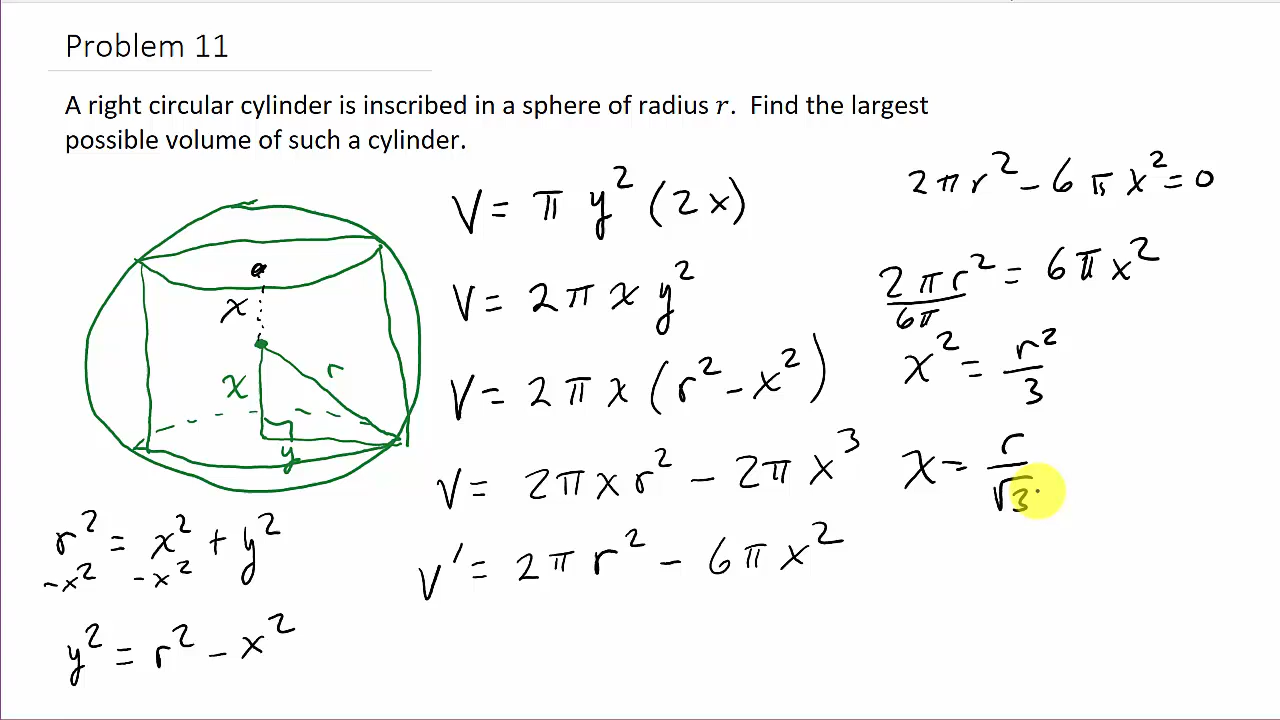 Problem 11
A right circular cylinder is inscribed in a sphere of radius r. Find the largest
possible volume of such a cylinder.
x
x
r
y
r² = x² + y²
-x² -x²
y² = r² - x²
V = π y² (2x)
V = 2π x y²
V = 2π x (r² - x²)
V = 2π x r² - 2π x³
V' = 2π r² - 6π x²
2π r² - 6π x² = 0
2π r² = 6π x²
6π
x² = r²/3
x = r/√3